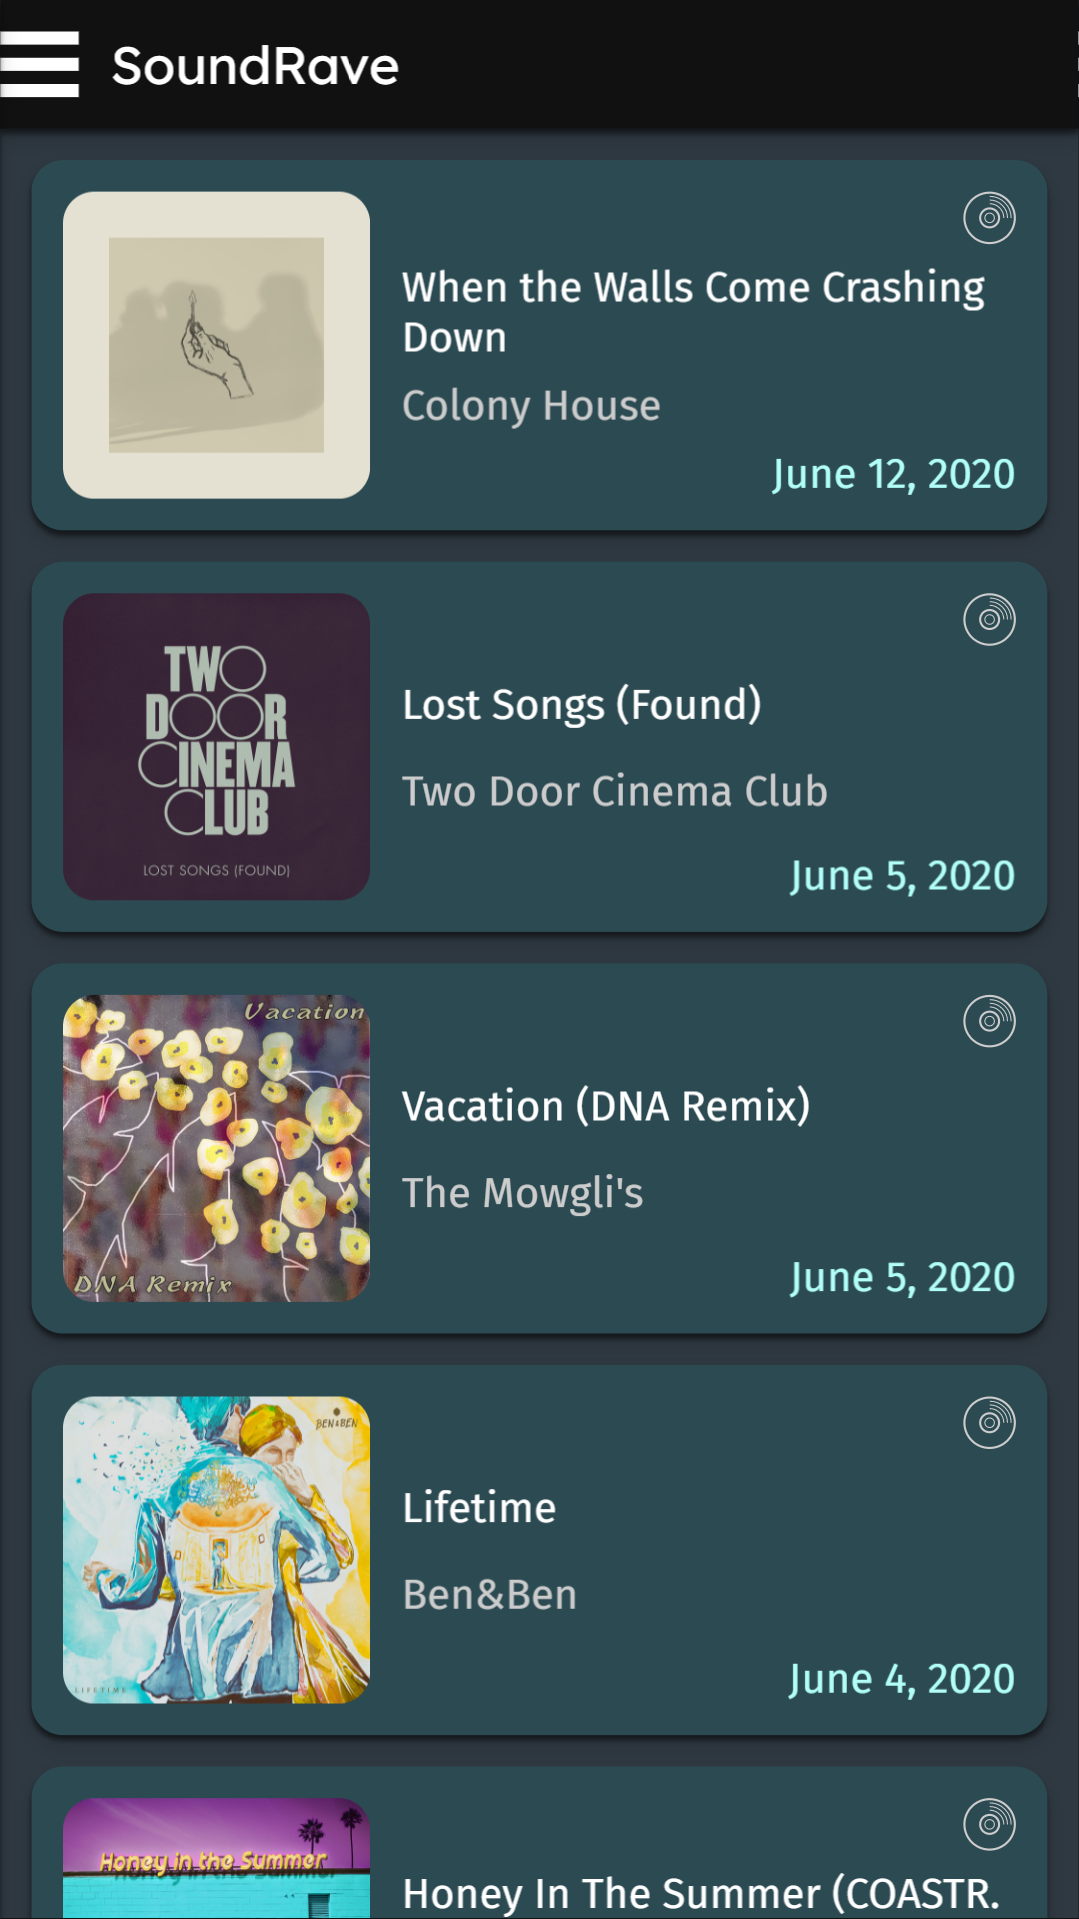 SoundRave
When the Walls Come Crashing
Down
Colony House
June 12, 2020
TWO
DOOR
CINEMA
CLUB
LOST SONGS (FOUND)
Lost Songs (Found)
Two Door Cinema Club
June 5, 2020
Vacation
DNA Remix
Vacation (DNA Remix)
The Mowgli's
June 5, 2020
BEN&BEN
LIFETIME
Lifetime
Ben&Ben
June 4, 2020
Honey in the Summer
Honey In The Summer (COASTR.